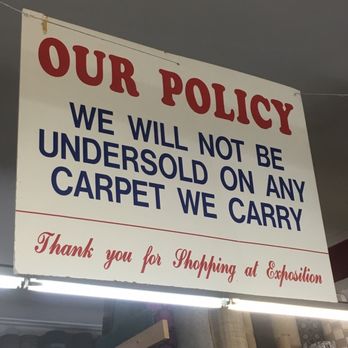 OUR POLICY
WE WILL NOT BE
UNDERSOLD ON ANY
CARPET WE CARRY
Thank you for Shopping at Exposition